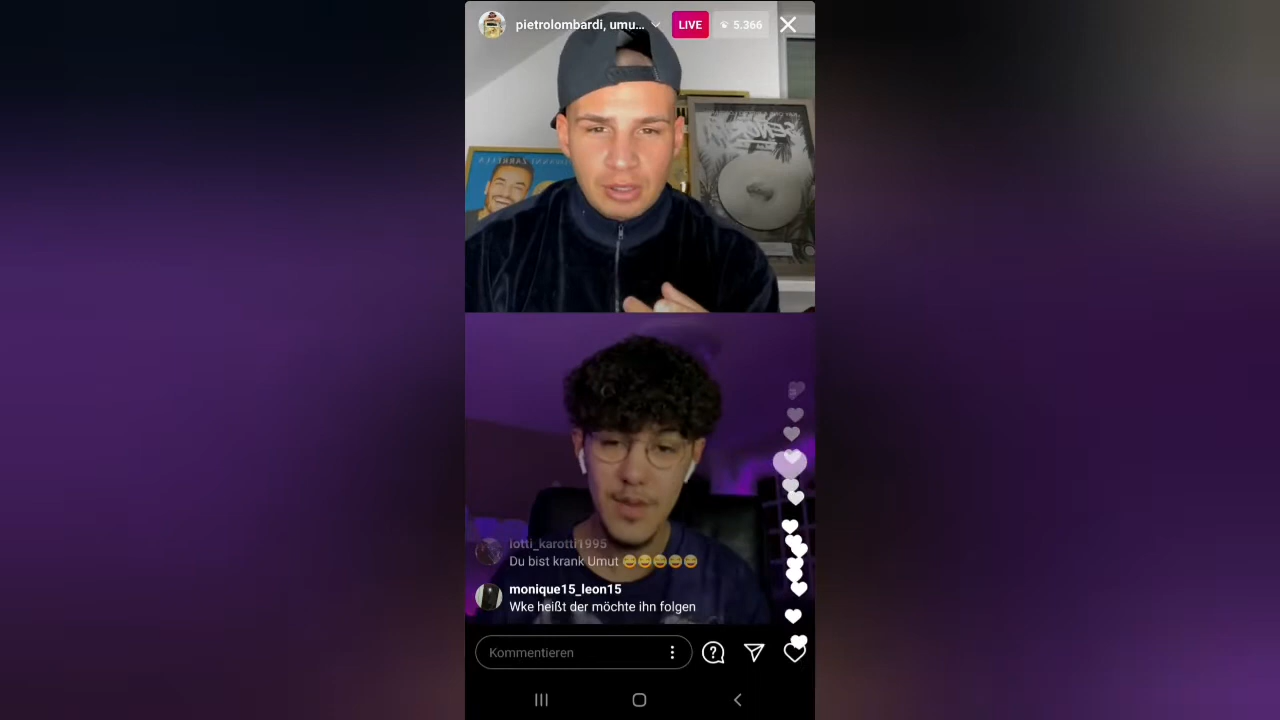 pietrolombardi, umu...
LIVE
5.366
lotti_karotti1995
Du bist krank Umut 😂😂😂😂😂
monique15_leon15
Wke heißt der möchte ihn folgen
Kommentieren